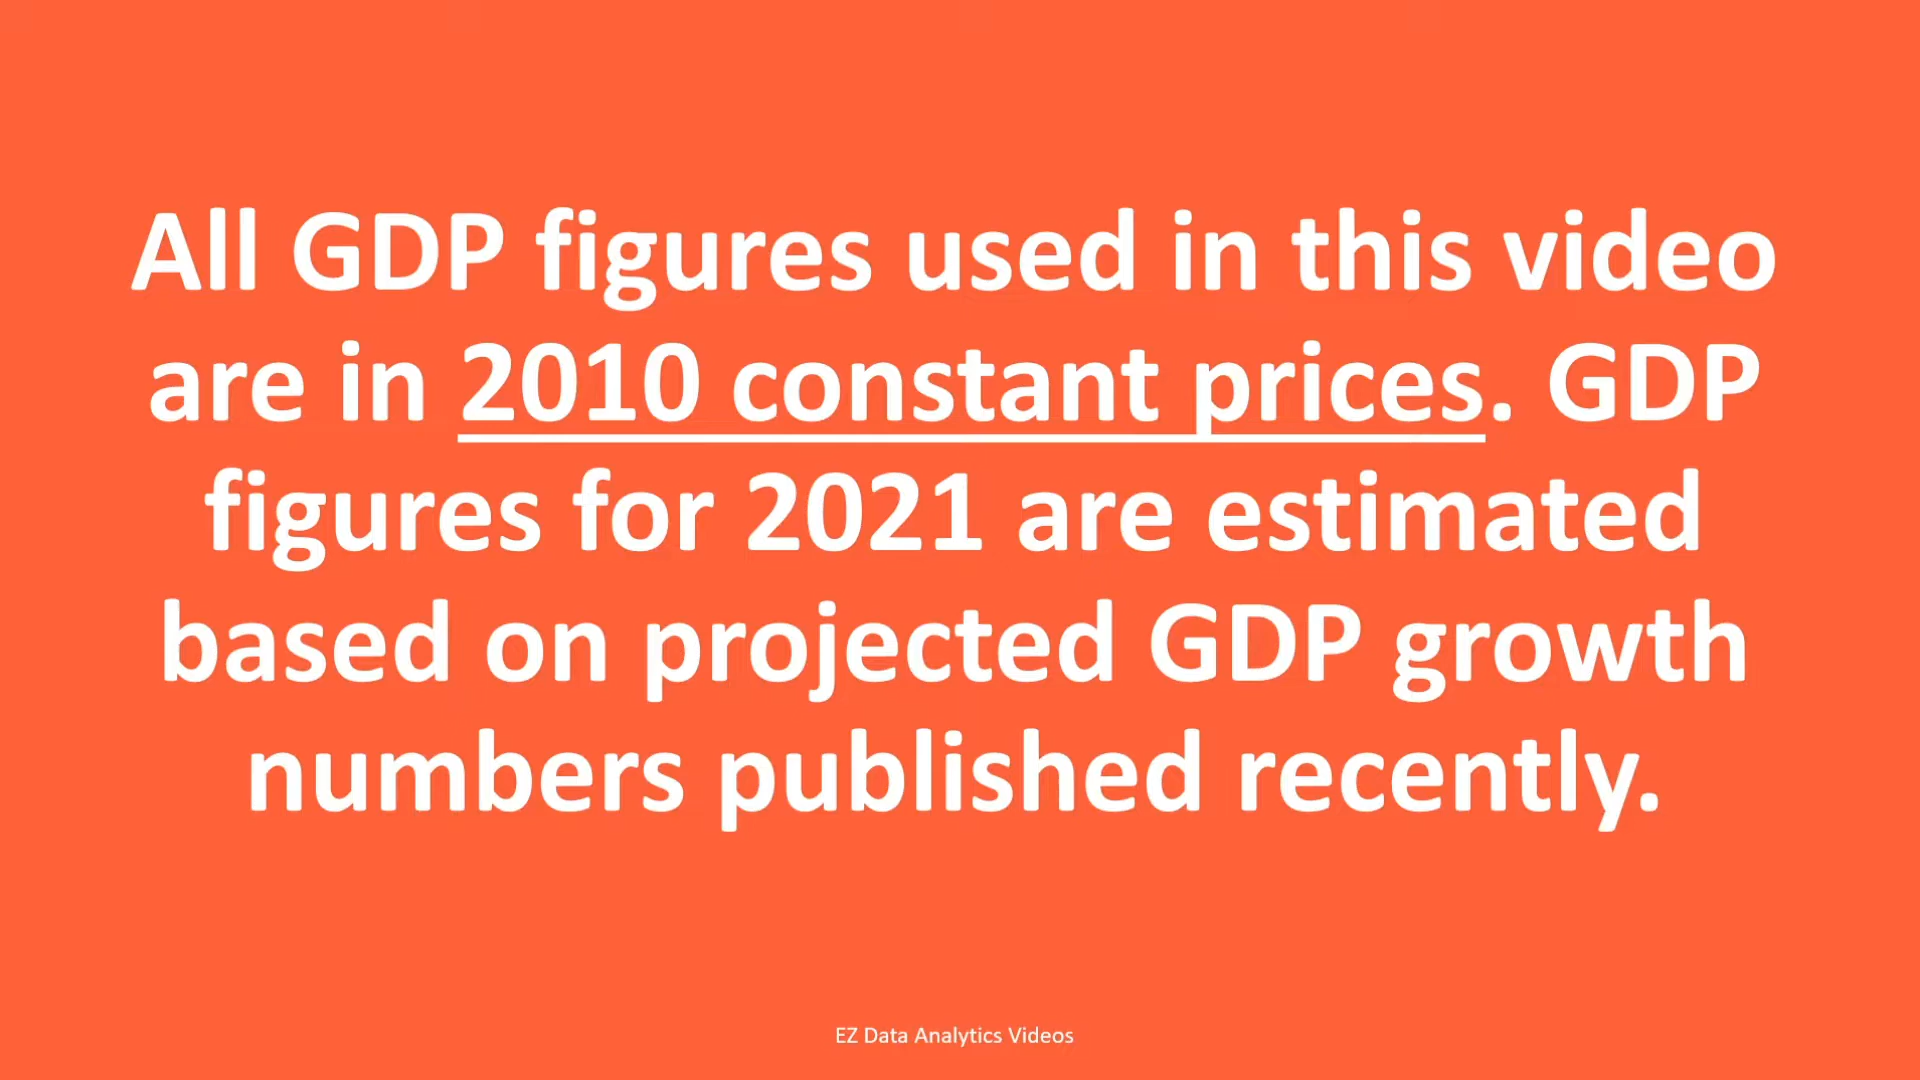 All GDP figures used in this video
are in 2010 constant prices. GDP
figures for 2021 are estimated
based on projected GDP growth
numbers published recently.
EZ Data Analytics Videos